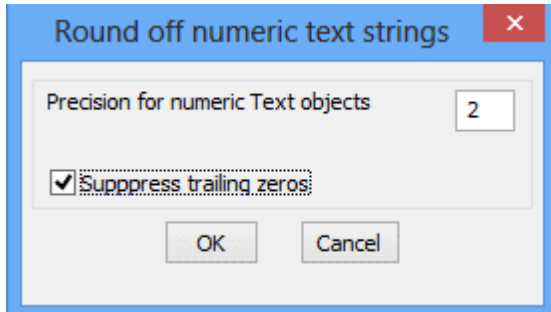 Round off numeric text strings
Precision for numeric Text objects
2
Supppress trailing zeros
OK
Cancel